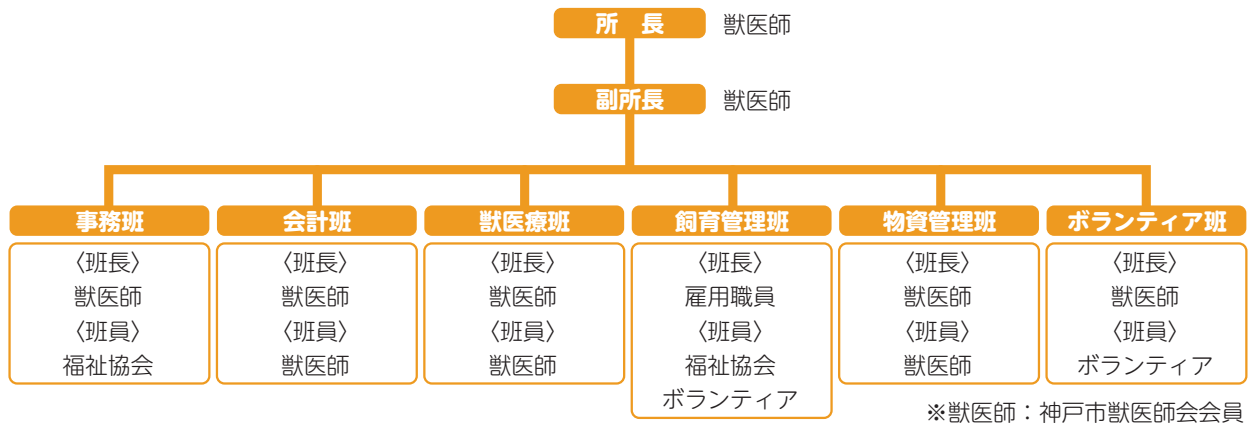 所　長　獣医師
副所長　獣医師
事務班
〈班長〉
獣医師
〈班員〉
福祉協会
会計班
〈班長〉
獣医師
〈班員〉
獣医師
獣医療班
〈班長〉
獣医師
〈班員〉
獣医師
飼育管理班
〈班長〉
雇用職員
〈班員〉
福祉協会
ボランティア
物資管理班
〈班長〉
獣医師
〈班員〉
獣医師
ボランティア班
〈班長〉
獣医師
〈班員〉
ボランティア
※獣医師：神戸市獣医師会会員